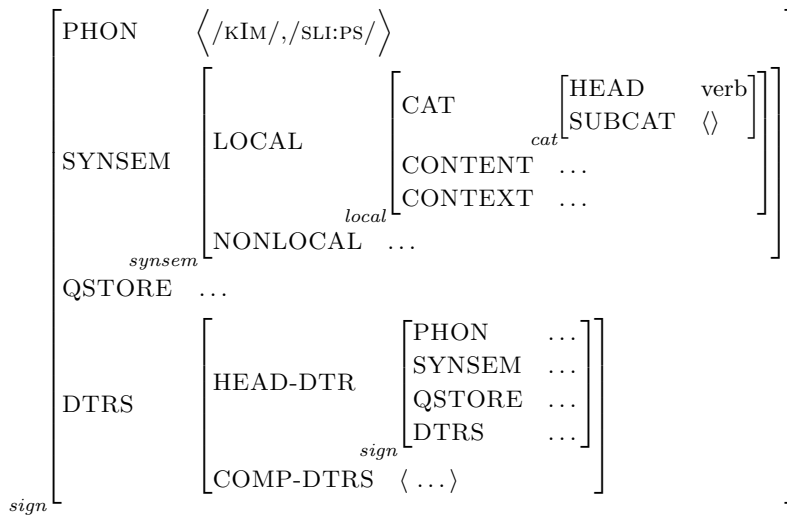 PHON ⟨/KIM/,/SLI:PS/⟩
HEAD verb
CAT
SUBCAT ⟨⟩
LOCAL
cat
SYNSEM
CONTENT …
CONTEXT …
local
NONLOCAL …
synsem
QSTORE …
PHON …
SYNSEM …
HEAD-DTR
QSTORE …
DTRS
DTRS …
sign
COMP-DTRS ⟨ … ⟩
sign